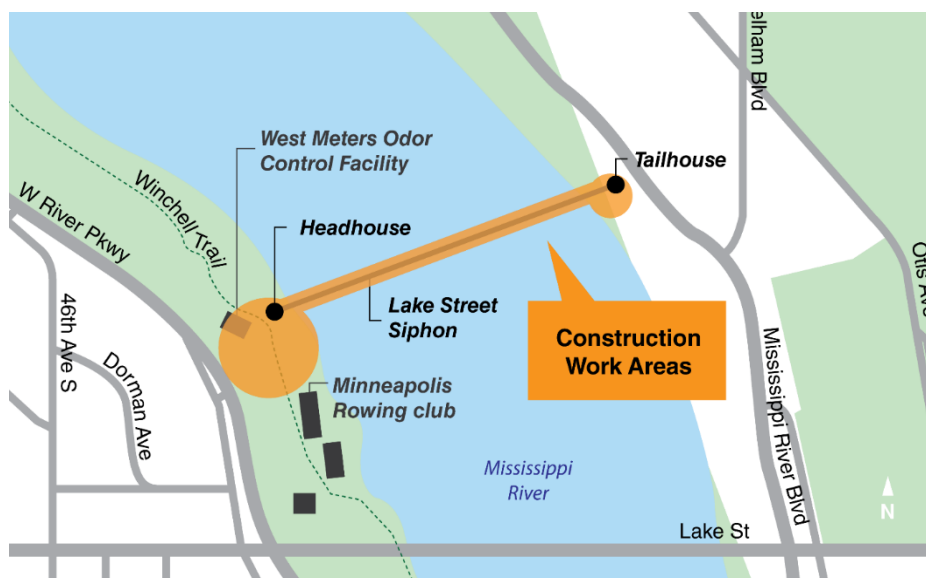 elham Blvd
West Meters Odor
Control Facility
Tailhouse
Winchell Trail
W River Pkwy
Headhouse
Otis Ave
46th Ave S
Lake Street
Siphon
Construction
Work Areas
Dorman Ave
Minneapolis
Rowing club
Mississippi River Blvd
Mississippi
River
N
Lake St